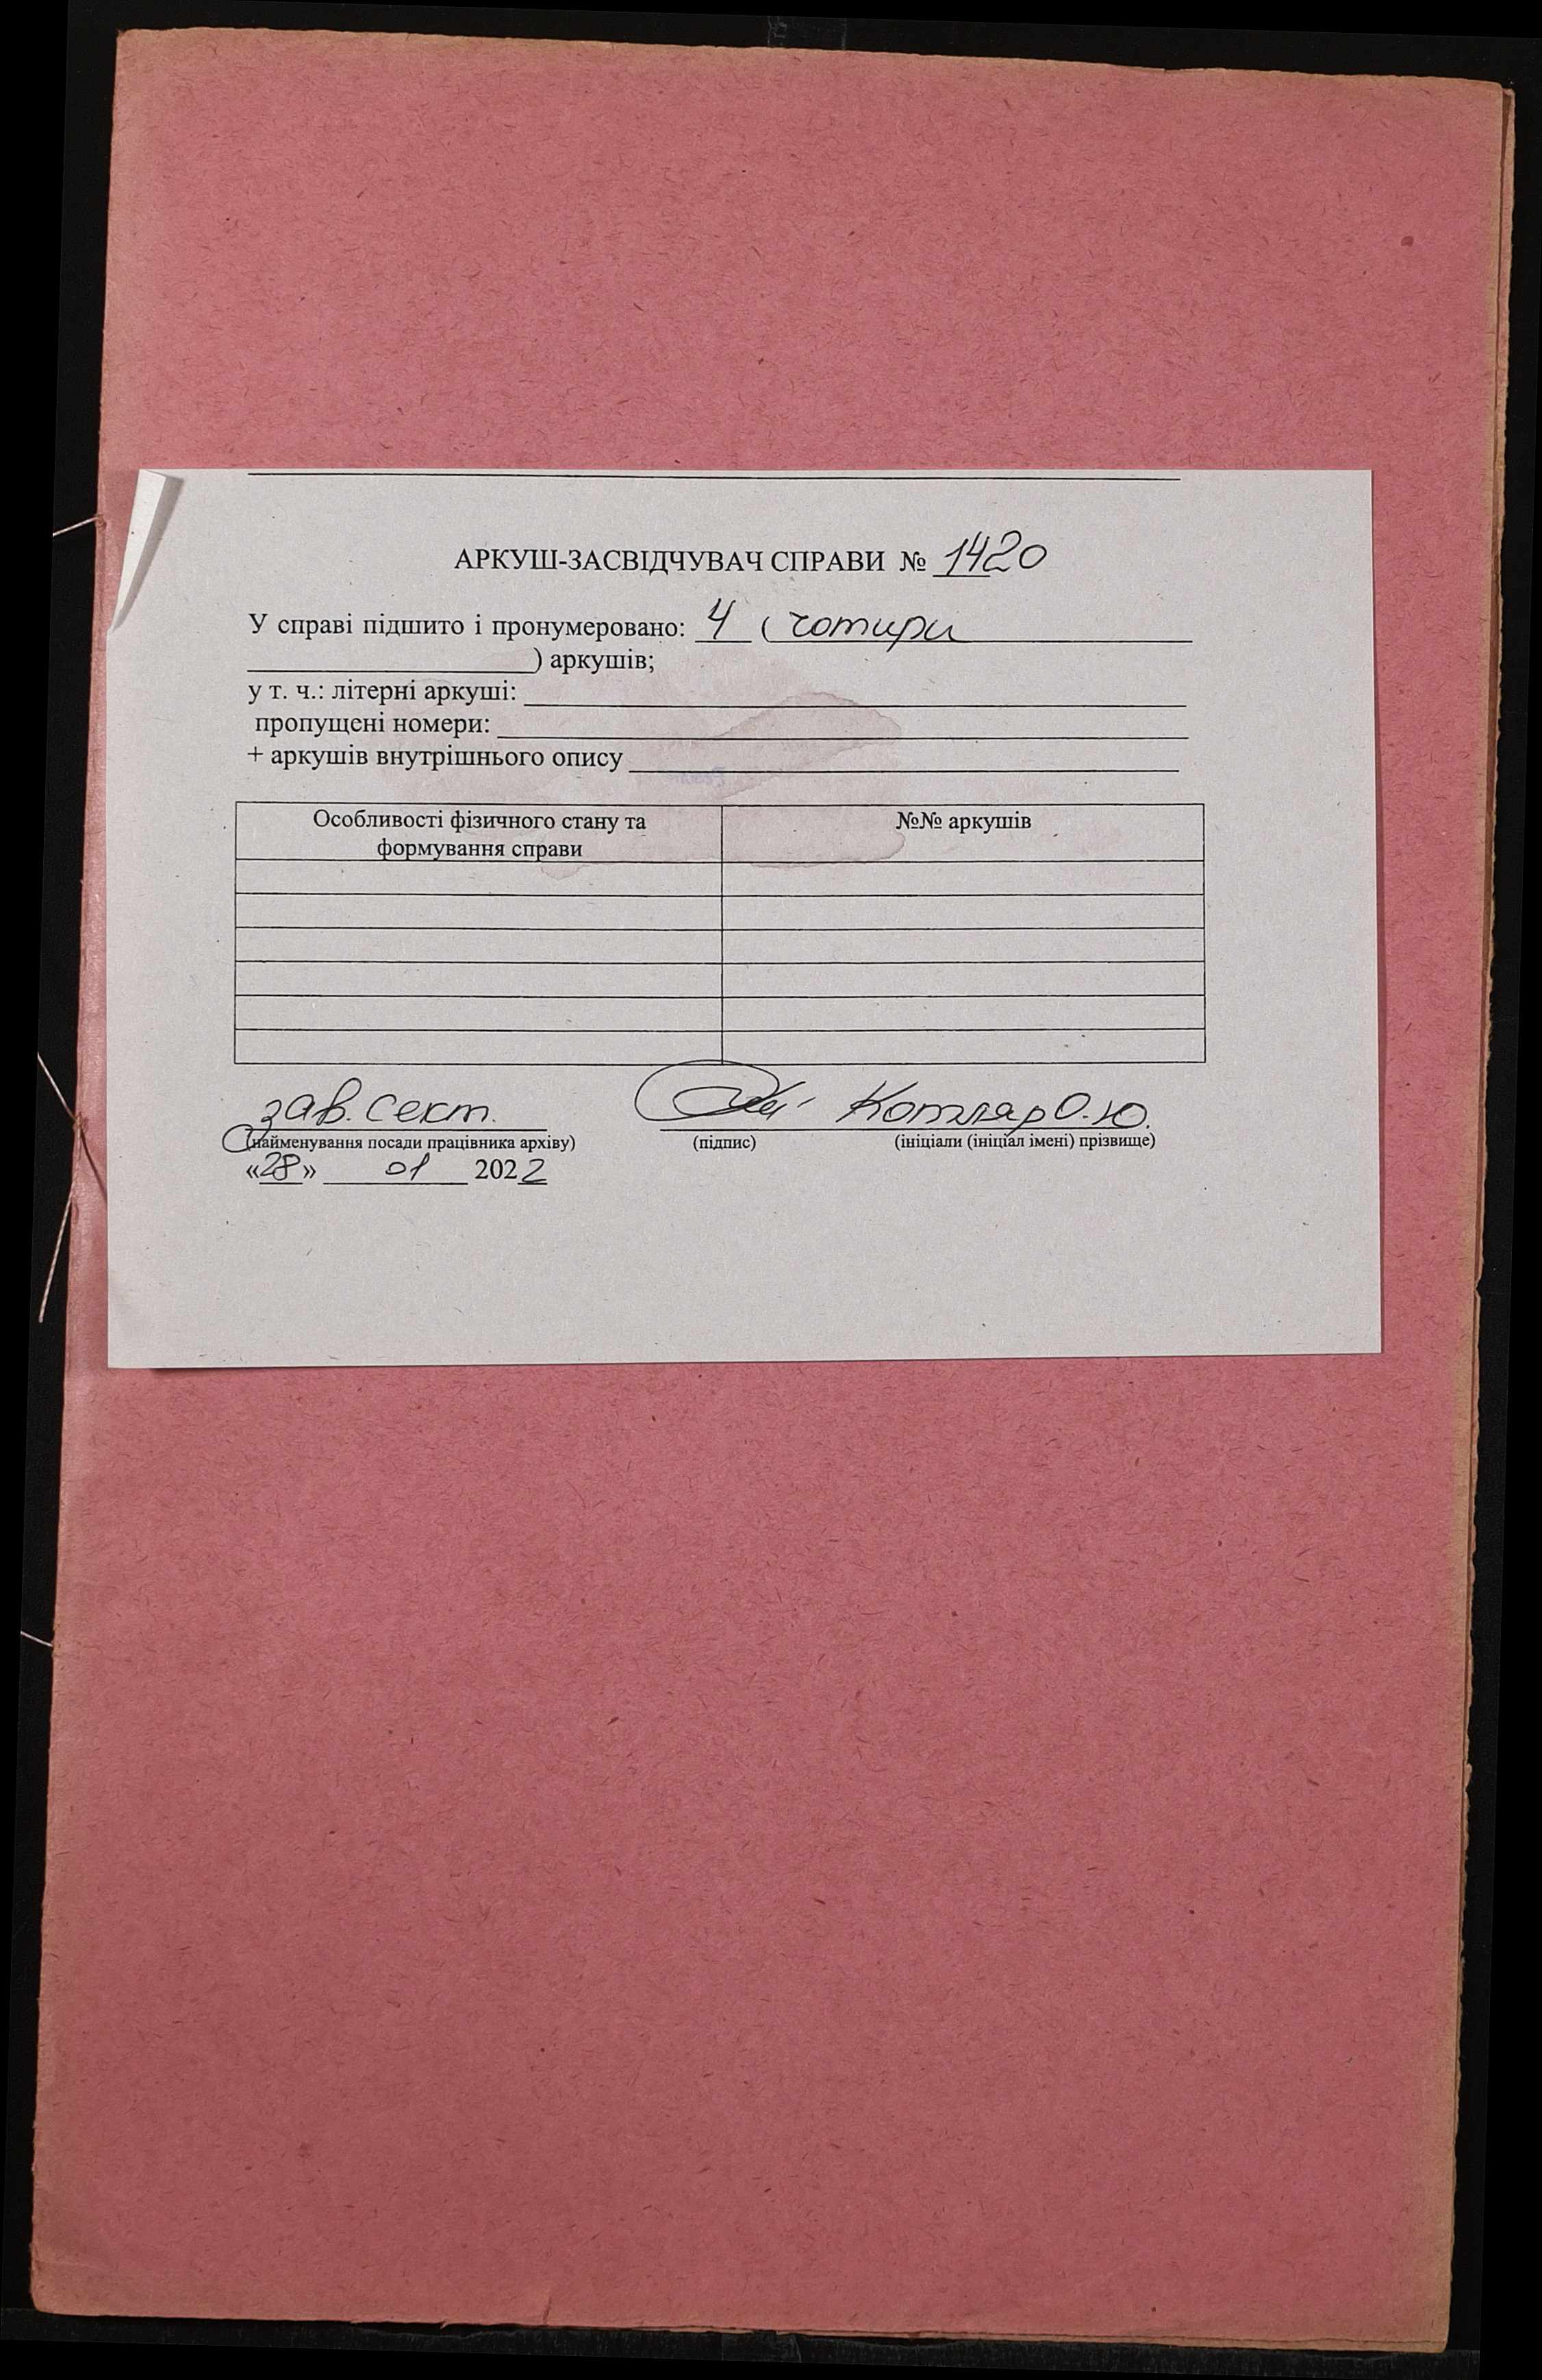 АРКУШ-ЗАСВІДЧУВАЧ СПРАВИ № 1420
У справі підшито і пронумеровано: 4 ( чотири
) аркушів;
у т. ч.: літерні аркуші:
пропущені номери:
+ аркушів внутрішнього опису
Особливості фізичного стану та №№ аркушів
формування справи
зав. сект. Котляр О.Ю.
(найменування посади працівника архіву) (підпис) (ініціали (ініціал імені) прізвище)
«28» 01 2022